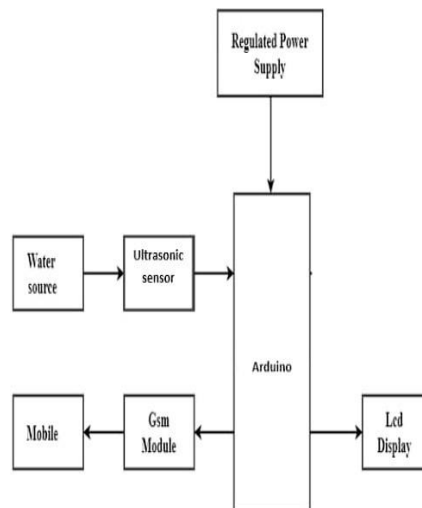 Regulated Power
Supply
Water
source
Ultrasonic
sensor
Arduino
Mobile
Gsm
Module
Lcd
Display